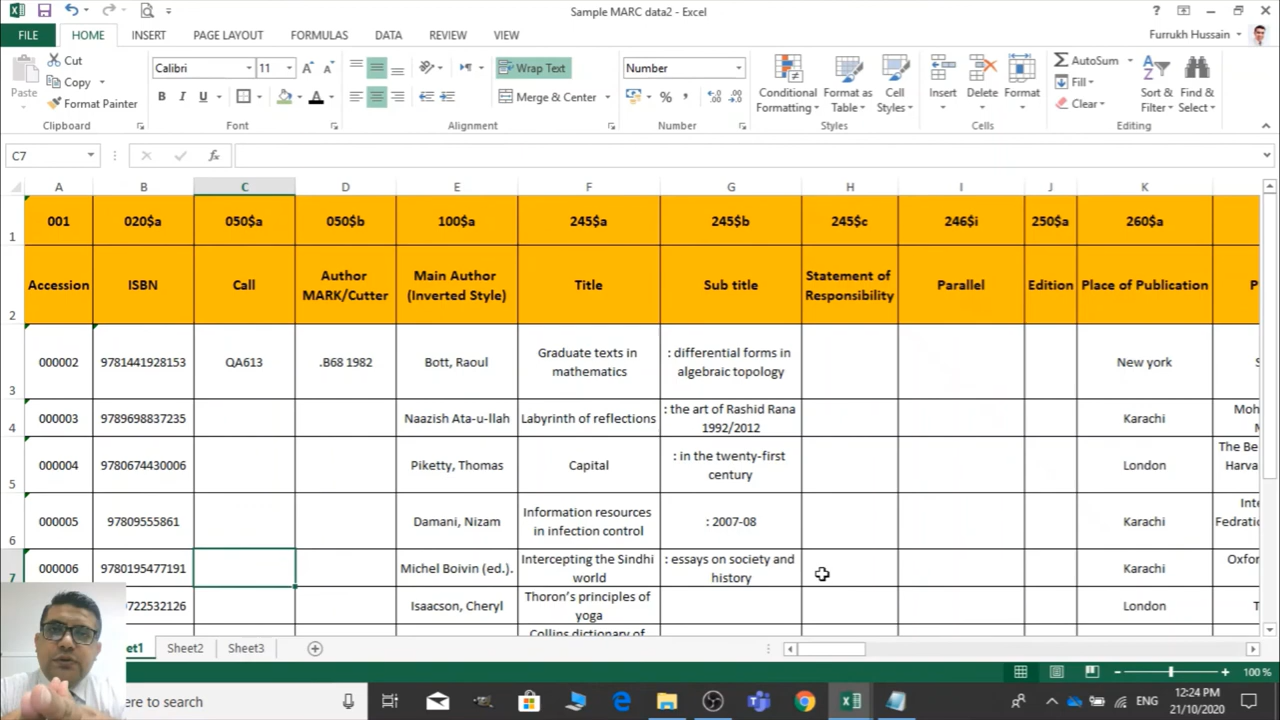 Sample MARC data2 - Excel
FILE HOME INSERT PAGE LAYOUT FORMULAS DATA REVIEW VIEW Furrukh Hussain
Paste
Cut
Copy
Format Painter
Clipboard
Calibri 11
B I U
Font
Wrap Text
Merge & Center
Alignment
Number
Number
Conditional Formatting
Format as Table
Cell Styles
Styles
Insert Delete Format
Cells
AutoSum
Fill
Clear
Sort & Filter
Find & Select
Editing
C7
A B C D E F G H I J K
1 001 020$a 050$a 050$b 100$a 245$a 245$b 245$c 246$i 250$a 260$a
2 Accession ISBN Call Author MARK/Cutter Main Author (Inverted Style) Title Sub title Statement of Responsibility Parallel Edition Place of Publication P
3 000002 9781441928153 QA613 .B68 1982 Bott, Raoul Graduate texts in mathematics : differential forms in algebraic topology New york S
4 000003 9789698837235 Naazish Ata-u-llah Labyrinth of reflections : the art of Rashid Rana 1992/2012 Karachi Moh M
5 000004 9780674430006 Piketty, Thomas Capital : in the twenty-first century London The Be Harva
6 000005 97809555861 Damani, Nizam Information resources in infection control : 2007-08 Karachi Inte Fedratio
7 000006 9780195477191 Michel Boivin (ed.). Intercepting the Sindhi world : essays on society and history Karachi Oxfor
722532126 Isaacson, Cheryl Thoron's principles of yoga London T
Collins dictionary of
et1 Sheet2 Sheet3
100 %
ere to search
ENG
12:24 PM
21/10/2020